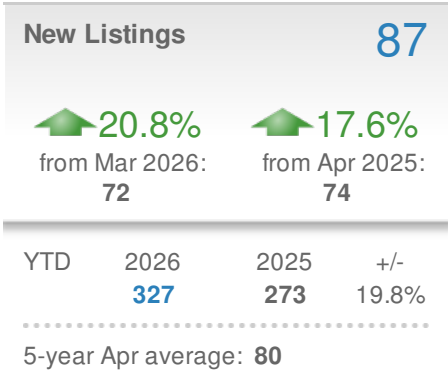 New Listings 87
20.8% 17.6%
from Mar 2026: from Apr 2025:
72 74
YTD 2026 2025 +/-
327 273 19.8%
5-year Apr average: 80